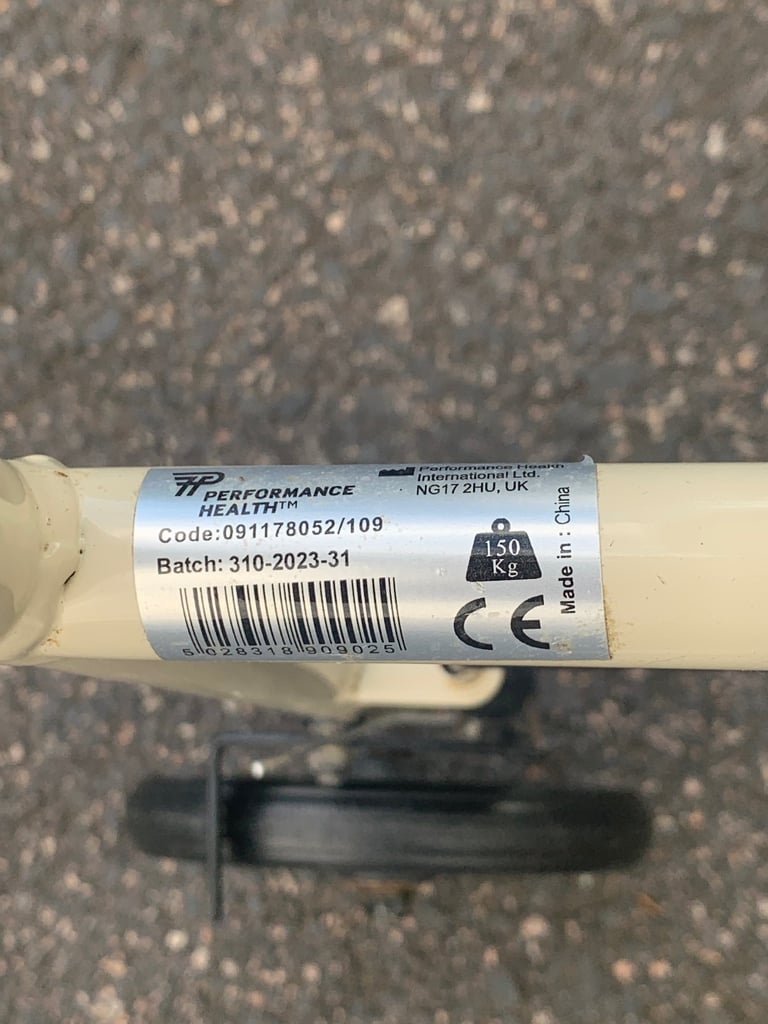 PERFORMANCE
HEALTH™
Code:091178052/109
Batch: 310-2023-31
5 028318 909025
Performance Health
International Ltd.
NG17 2HU, UK
150
Kg
CE
Made in : China